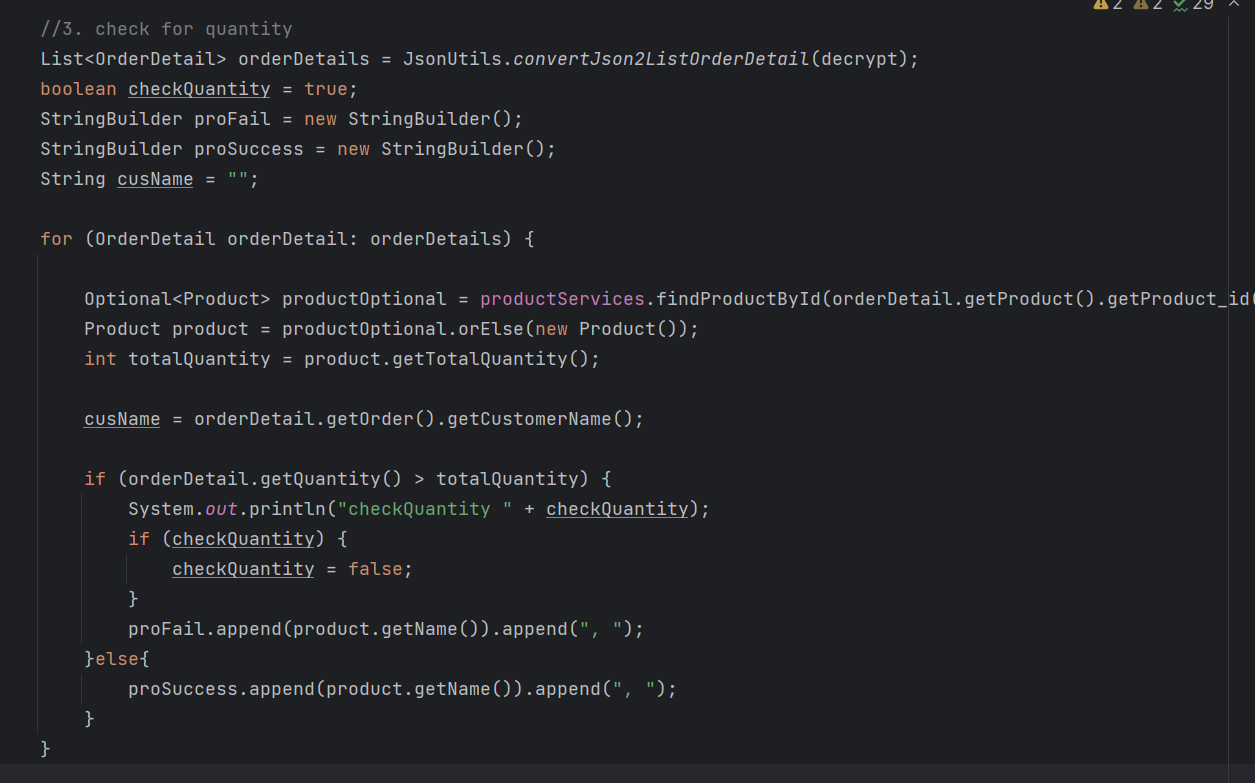 2 2 29
//3. check for quantity
List<OrderDetail> orderDetails = JsonUtils.convertJson2ListOrderDetail(decrypt);
boolean checkQuantity = true;
StringBuilder proFail = new StringBuilder();
StringBuilder proSuccess = new StringBuilder();
String cusName = "";
for (OrderDetail orderDetail: orderDetails) {
Optional<Product> productOptional = productServices.findProductById(orderDetail.getProduct().getProduct_id(
Product product = productOptional.orElse(new Product());
int totalQuantity = product.getTotalQuantity();
cusName = orderDetail.getOrder().getCustomerName();
if (orderDetail.getQuantity() > totalQuantity) {
System.out.println("checkQuantity " + checkQuantity);
if (checkQuantity) {
checkQuantity = false;
}
proFail.append(product.getName()).append(", ");
}else{
proSuccess.append(product.getName()).append(", ");
}
}